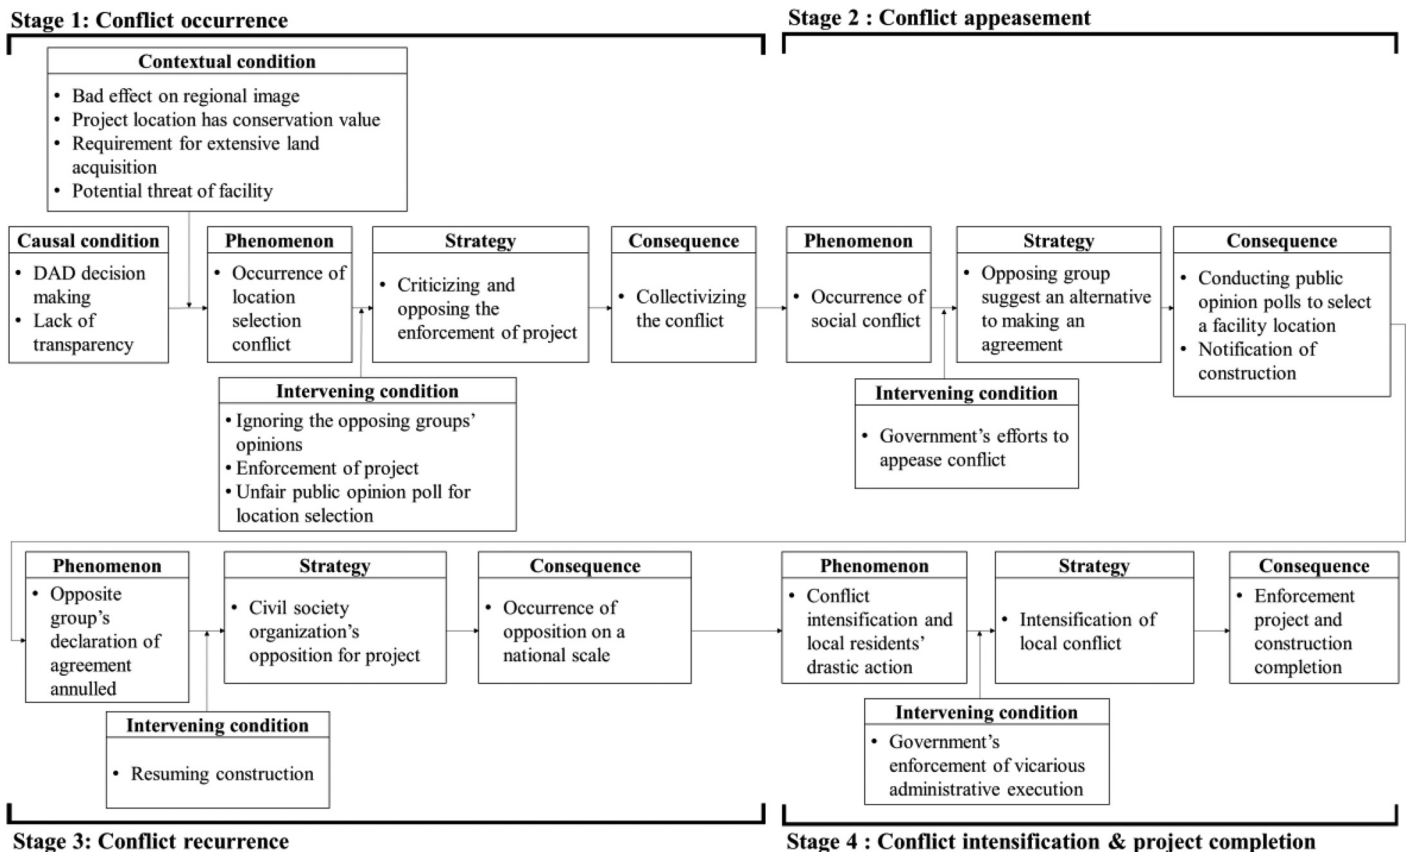 Stage 1: Conflict occurrence
Contextual condition
• Bad effect on regional image
• Project location has conservation value
• Requirement for extensive land
acquisition
• Potential threat of facility
Causal condition
• DAD decision
making
• Lack of
transparency
Phenomenon
• Occurrence of
location
selection
conflict
Strategy
• Criticizing and
opposing the
enforcement of project
Consequence
• Collectivizing
the conflict
Intervening condition
• Ignoring the opposing groups'
opinions
• Enforcement of project
• Unfair public opinion poll for
location selection
Stage 2 : Conflict appeasement
Phenomenon
• Occurrence of
social conflict
Strategy
• Opposing group
suggest an alternative
to making an
agreement
Consequence
• Conducting public
opinion polls to select
a facility location
• Notification of
construction
Intervening condition
• Government's efforts to
appease conflict
Phenomenon
• Opposite
group's
declaration of
agreement
annulled
Strategy
• Civil society
organization's
opposition for project
Consequence
• Occurrence of
opposition on a
national scale
Intervening condition
• Resuming construction
Stage 3: Conflict recurrence
Phenomenon
• Conflict
intensification and
local residents'
drastic action
Strategy
• Intensification of
local conflict
Consequence
• Enforcement
project and
construction
completion
Intervening condition
• Government's
enforcement of vicarious
administrative execution
Stage 4 : Conflict intensification & project completion